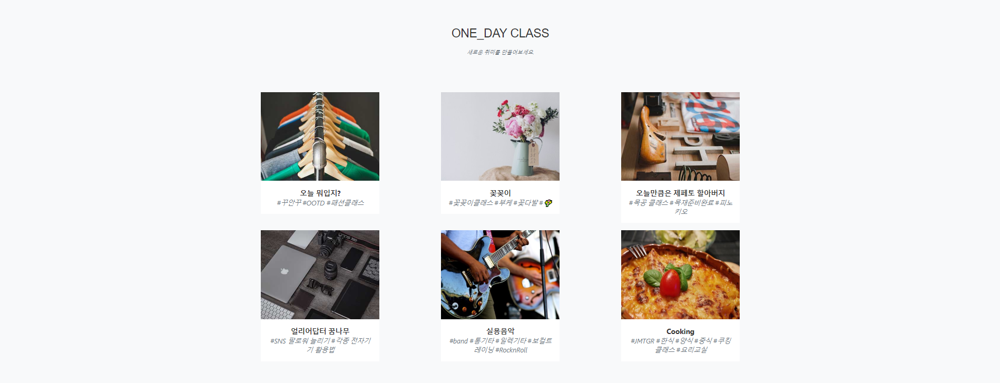 ONE_DAY CLASS
새로운 취미를 만들어보세요.
오늘 뭐입지?
#꾸안꾸 #OOTD #패션클래스
꽃꽂이
#꽃꽂이클래스 #부케 #꽃다발 #💐
오늘만큼은 제페토 할아버지
#목공 클래스 #목재준비완료 #피노
키오
얼리어답터 꿈나무
#SNS 팔로워 늘리기 #각종 전자기
기 활용법
실용음악
#band #통기타 #일렉기타 #보컬트
레이닝 #RocknRoll
Cooking
#JMTGR #한식 #양식 #중식 #쿠킹
클래스 #요리교실